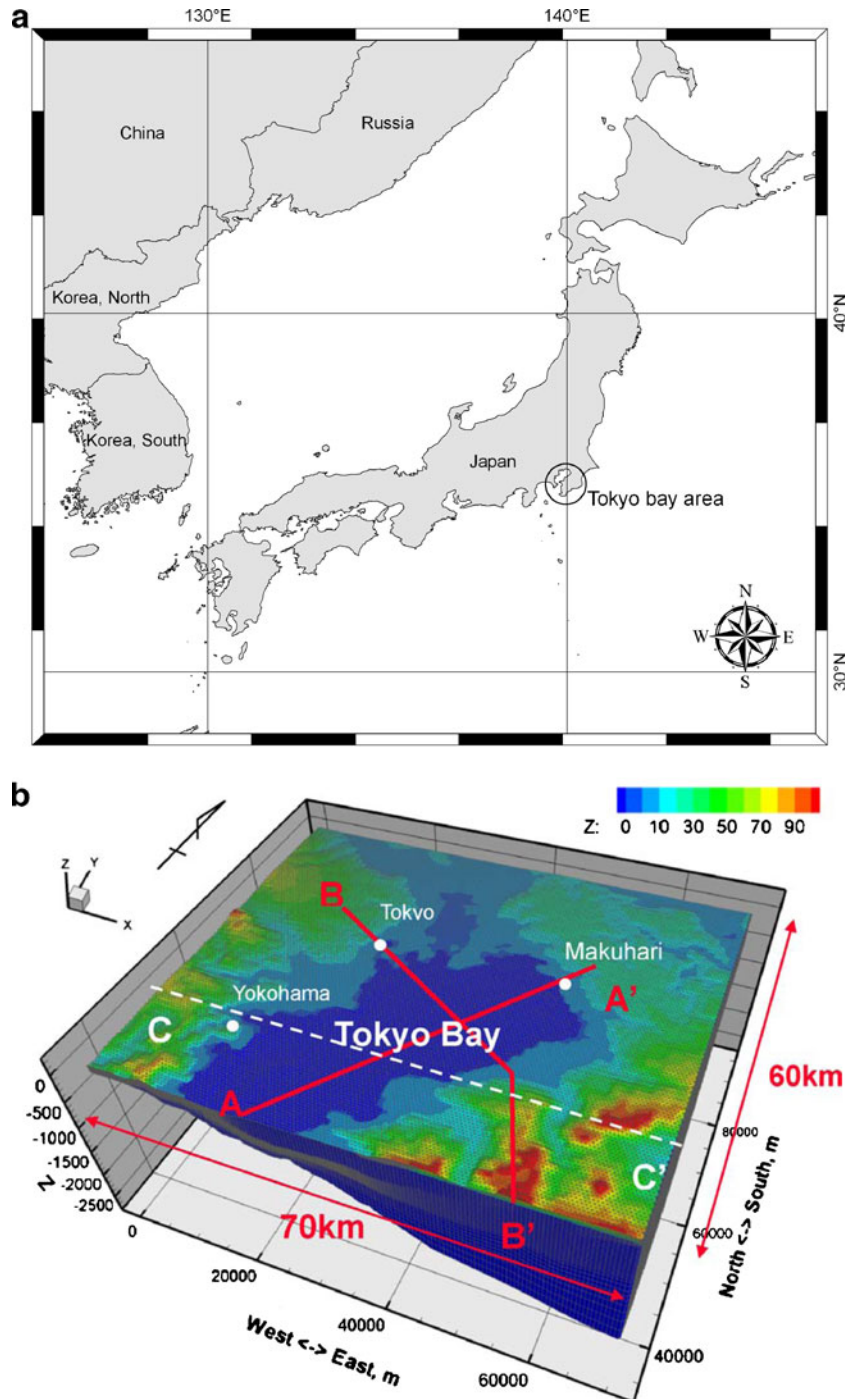 a
130°E
140°E
China
Russia
Korea, North
40°N
Korea, South
Japan
Tokyo bay area
N
W
E
S
30°N
b
Z: 0 10 30 50 70 90
Z
Y
X
B
Tokvo
Makuhari
A'
Yokohama
C
Tokyo Bay
A
60km
0
-500
-1000
-1500
-2000
-2500
Z
70km
B'
C'
80000
60000
40000
North <-> South, m
0
20000
40000
60000
West <-> East, m